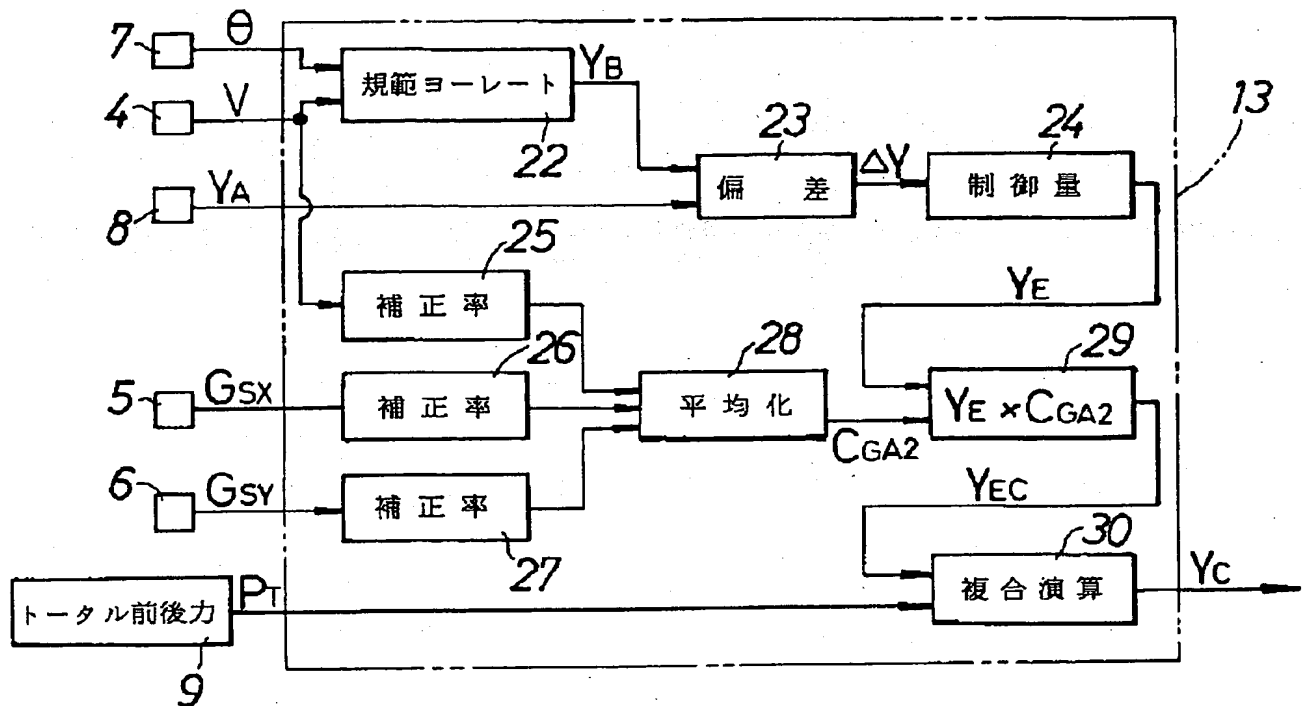 7
θ
4
V
8
YA
規範ヨーレート
22
YB
23
偏 差
ΔY
24
制御量
13
25
補正率
YE
5
GSX
26
補正率
28
平均化
CGA2
29
YE×CGA2
6
GSY
補正率
27
YEC
30
複合演算
YC
トータル前後力
PT
9